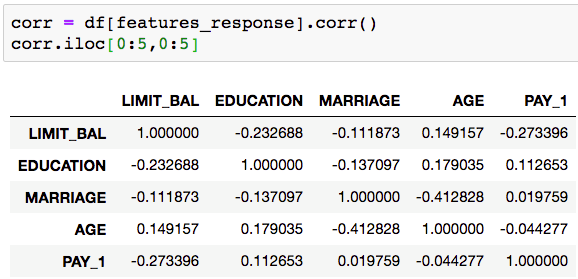 corr = df[features_response].corr()
corr.iloc[0:5,0:5]
LIMIT_BAL EDUCATION MARRIAGE AGE PAY_1
LIMIT_BAL 1.000000 -0.232688 -0.111873 0.149157 -0.273396
EDUCATION -0.232688 1.000000 -0.137097 0.179035 0.112653
MARRIAGE -0.111873 -0.137097 1.000000 -0.412828 0.019759
AGE 0.149157 0.179035 -0.412828 1.000000 -0.044277
PAY_1 -0.273396 0.112653 0.019759 -0.044277 1.000000